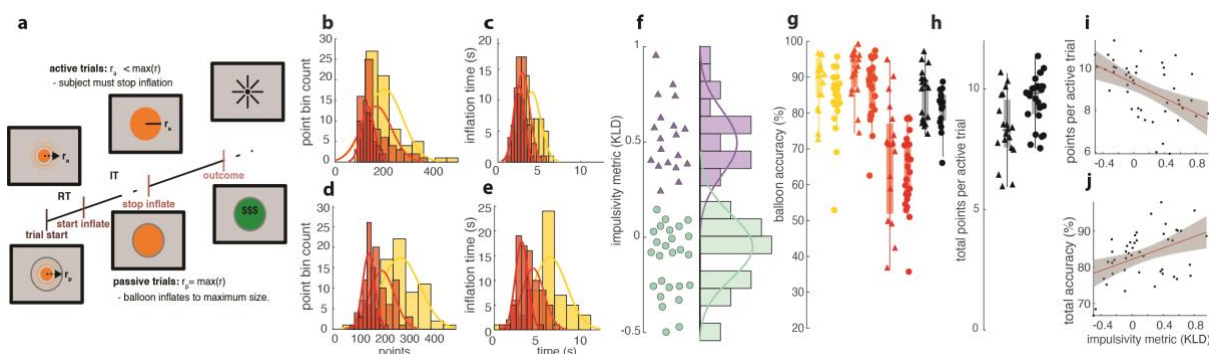 a
active trials: ra < max(r)
- subject must stop inflation
ra
ra
IT
outcome
RT
stop inflate
start inflate
trial start
$$$
rp
passive trials: rp= max(r)
- balloon inflates to maximum size.
b
point bin count
30
25
20
15
10
5
0
0
200
400
c
inflation time (s)
20
15
10
5
0
0
5
10
d
point bin count
30
25
20
15
10
5
0
0
100
200
300
400
points
e
inflation time (s)
30
25
20
15
10
5
0
0
5
10
time (s)
f
impulsivity metric (KLD)
1
0.5
0
-0.5
g
balloon accuracy (%)
100
90
80
70
60
50
40
30
20
h
total points per active trial
10
5
0
i
points per active trial
12
10
8
6
-0.4
0
0.4
0.8
j
total accuracy (%)
90
80
70
-0.4
0
0.4
0.8
impulsivity metric (KLD)